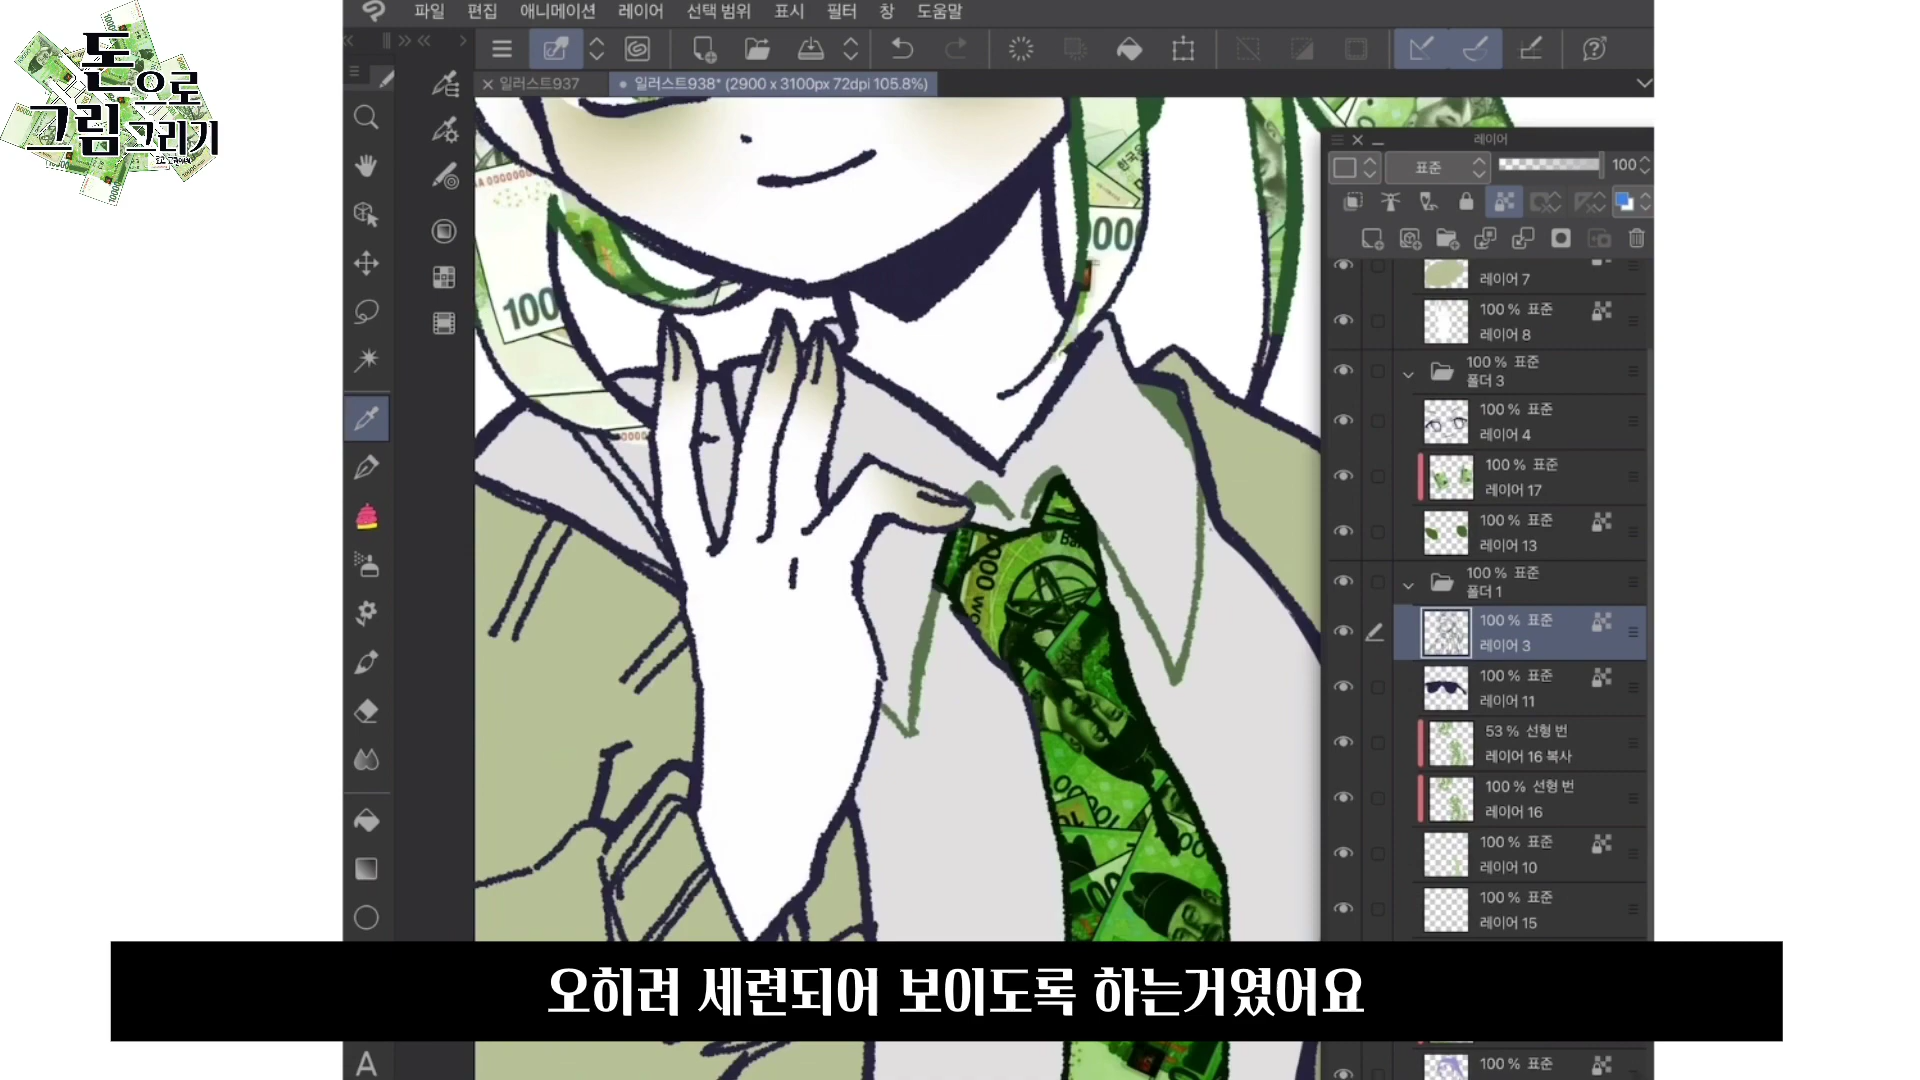 돈으로
그림그리기
파일 편집 애니메이션 레이어 선택 범위 표시 필터 창 도움말
일러스트937
일러스트938* (2900 x 3100px 72dpi 105.8%)
레이어
표준 100
레이어 7
100 % 표준
레이어 8
100 % 표준
폴더 3
100 % 표준
레이어 4
100 % 표준
레이어 17
100 % 표준
레이어 13
100 % 표준
폴더 1
100 % 표준
레이어 3
100 % 표준
레이어 11
53 % 선형 번
레이어 16 복사
100 % 선형 번
레이어 16
100 % 표준
레이어 10
100 % 표준
레이어 15
100 % 표준
100
오히려 세련되어 보이도록 하는거였어요